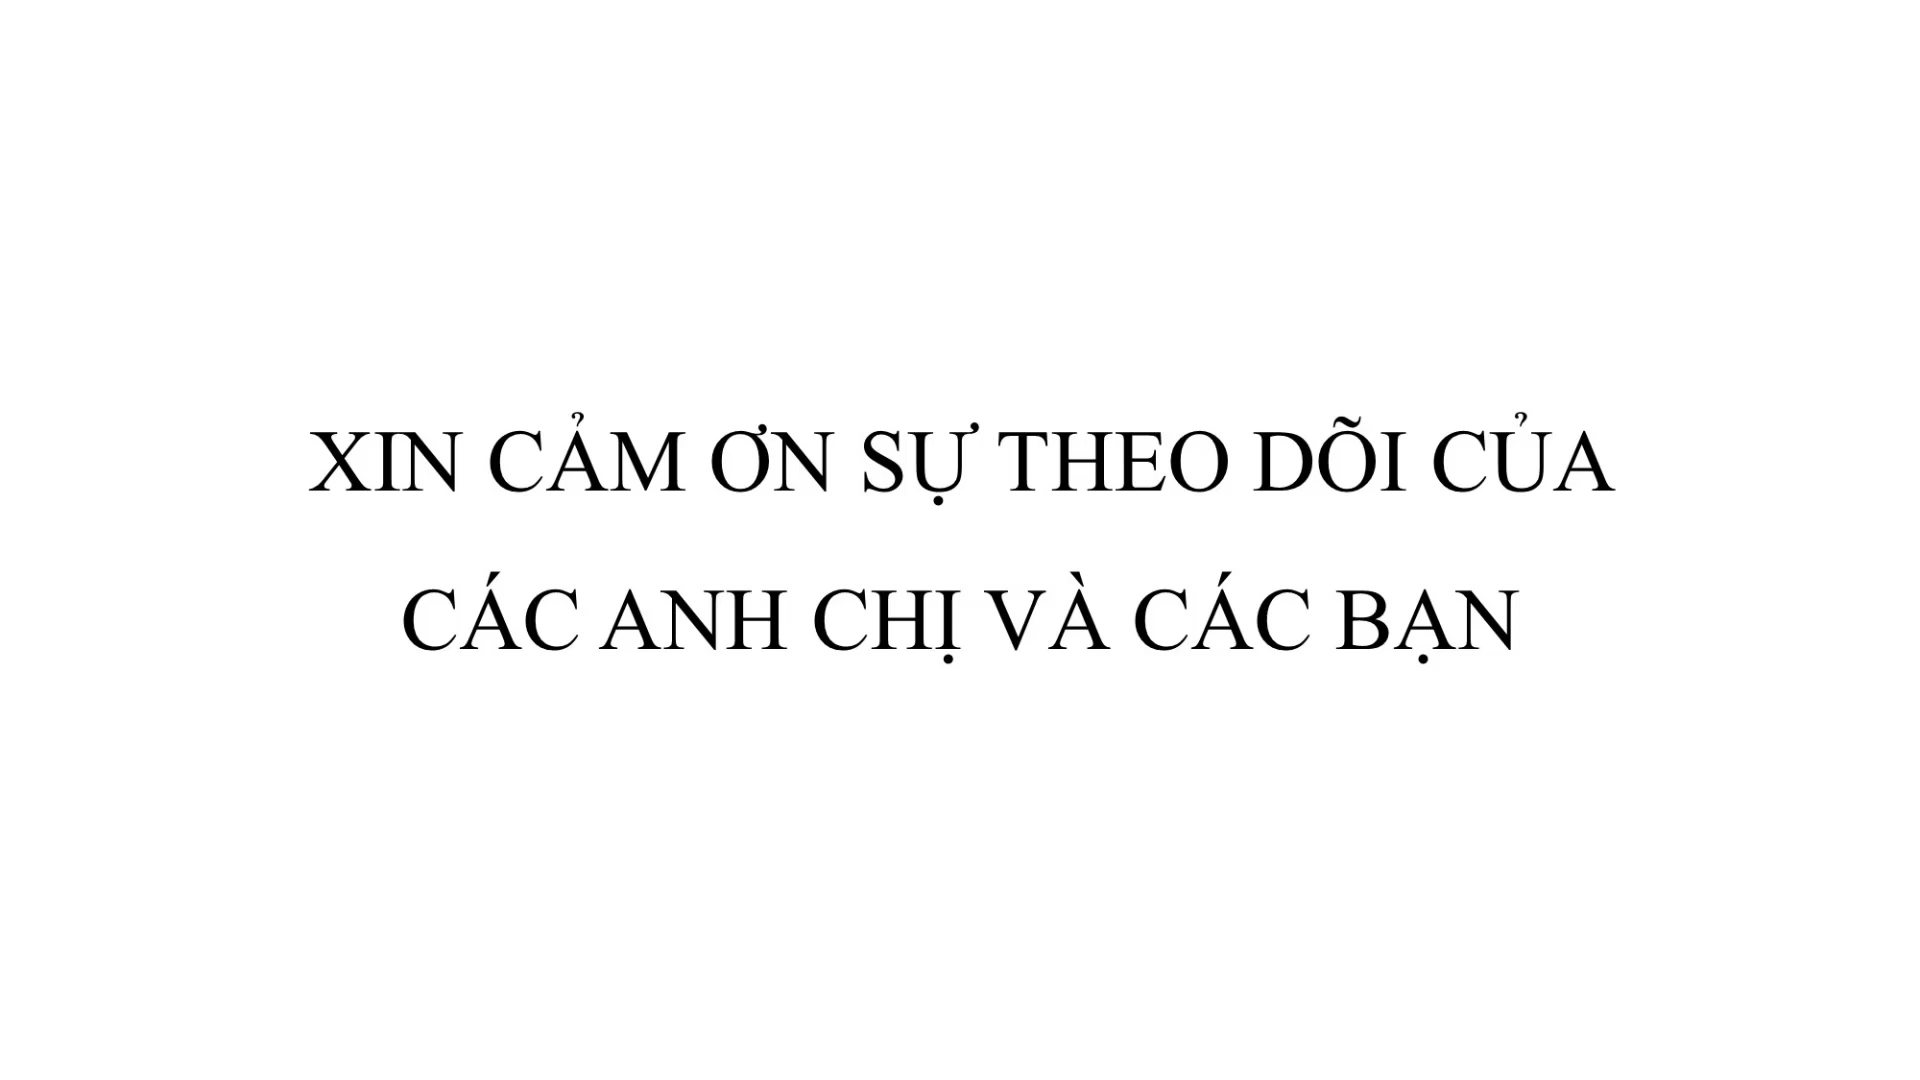 XIN CẢM ƠN SỰ THEO DÕI CỦA
CÁC ANH CHỊ VÀ CÁC BẠN